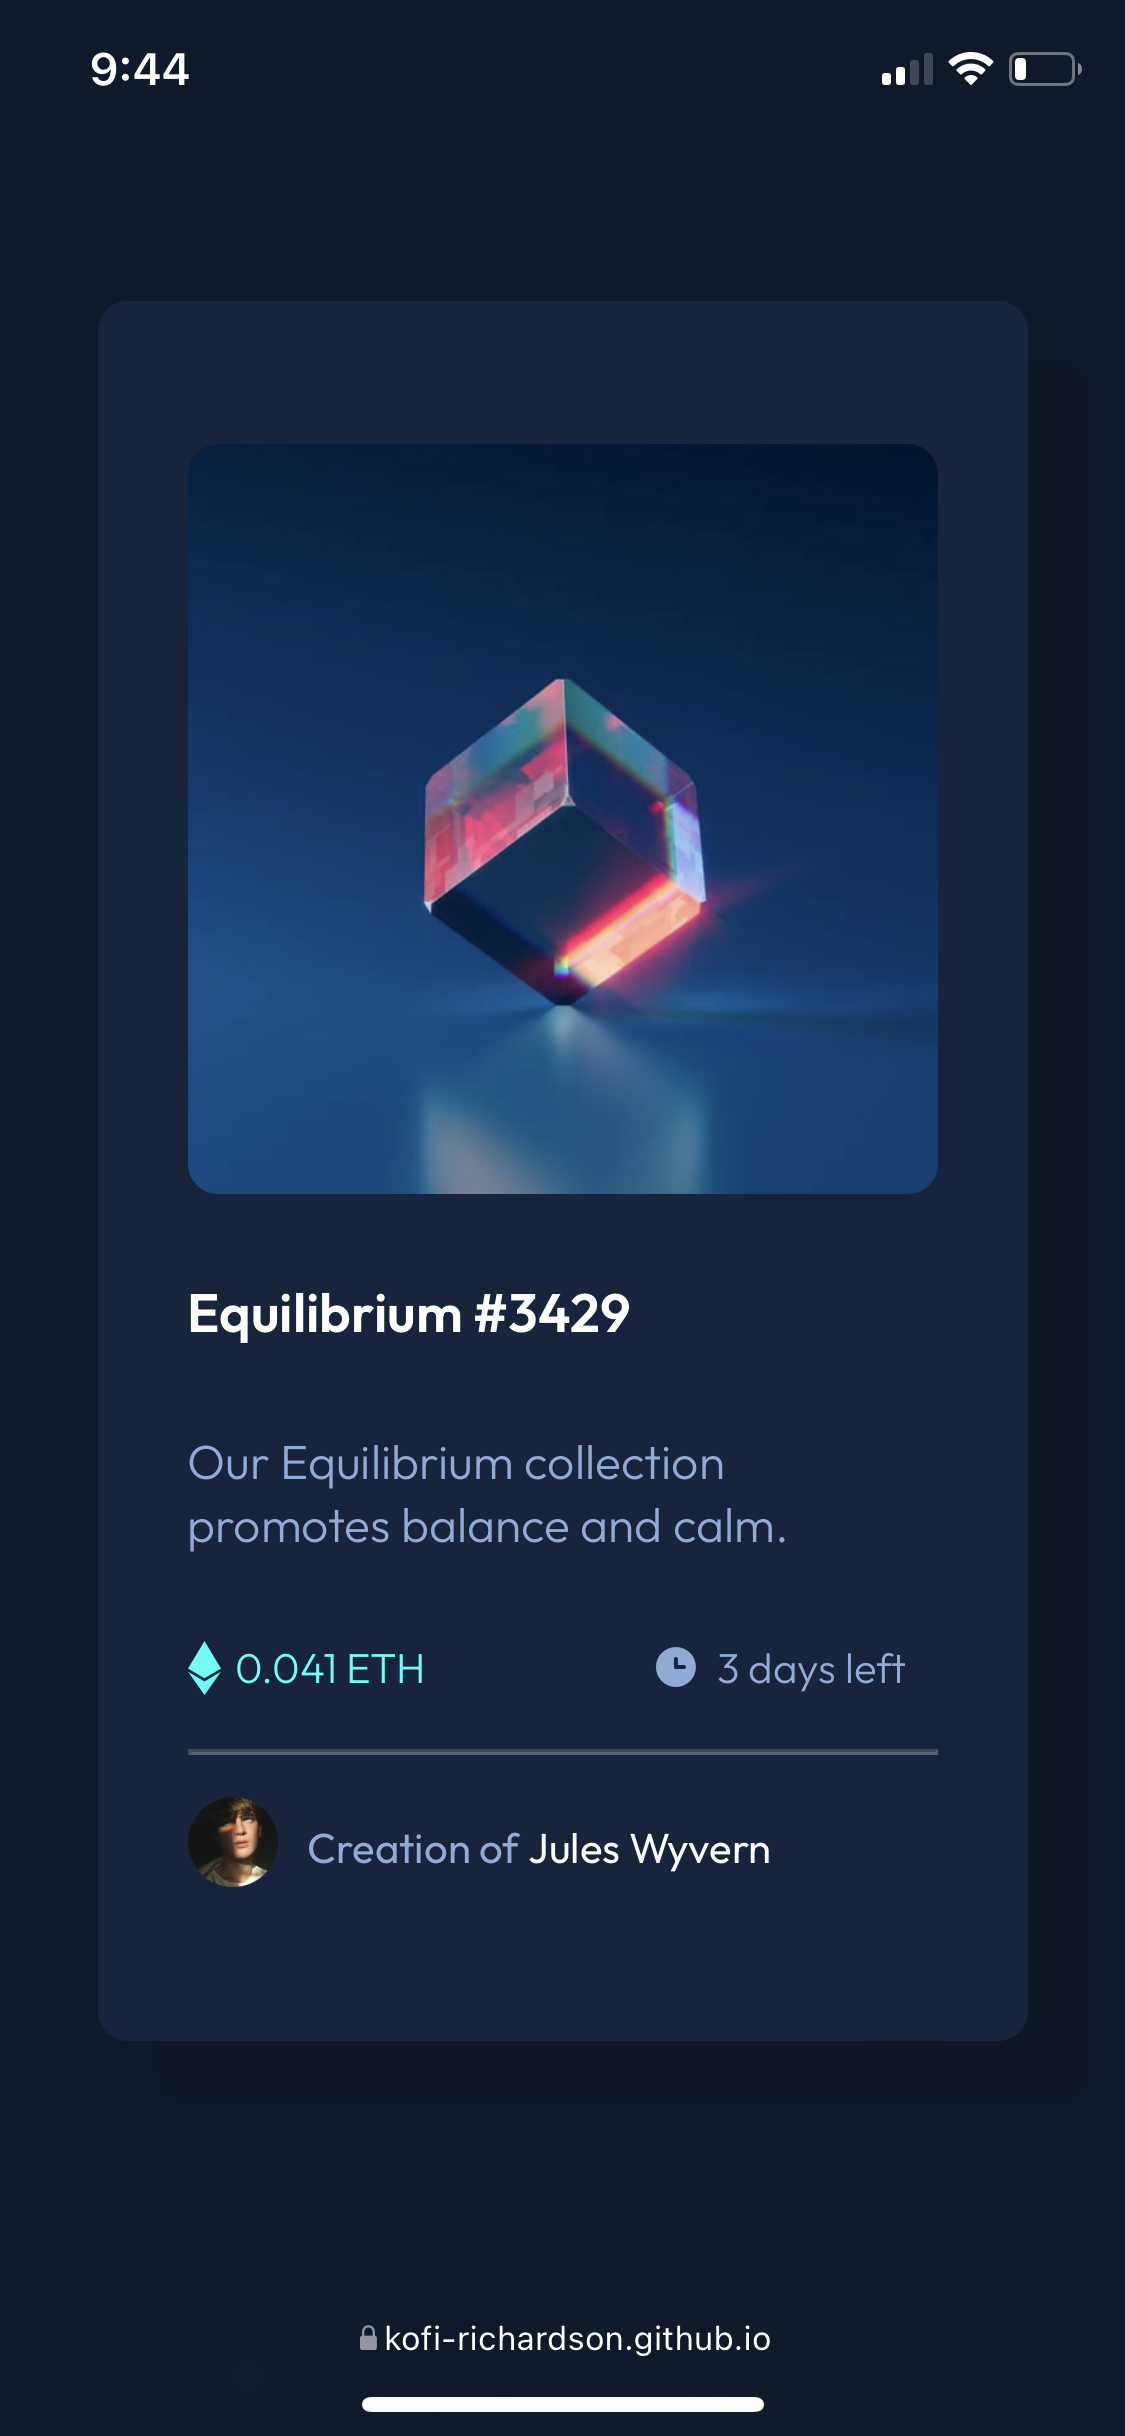 9:44
Equilibrium #3429
Our Equilibrium collection
promotes balance and calm.
0.041 ETH
3 days left
Creation of Jules Wyvern
kofi-richardson.github.io